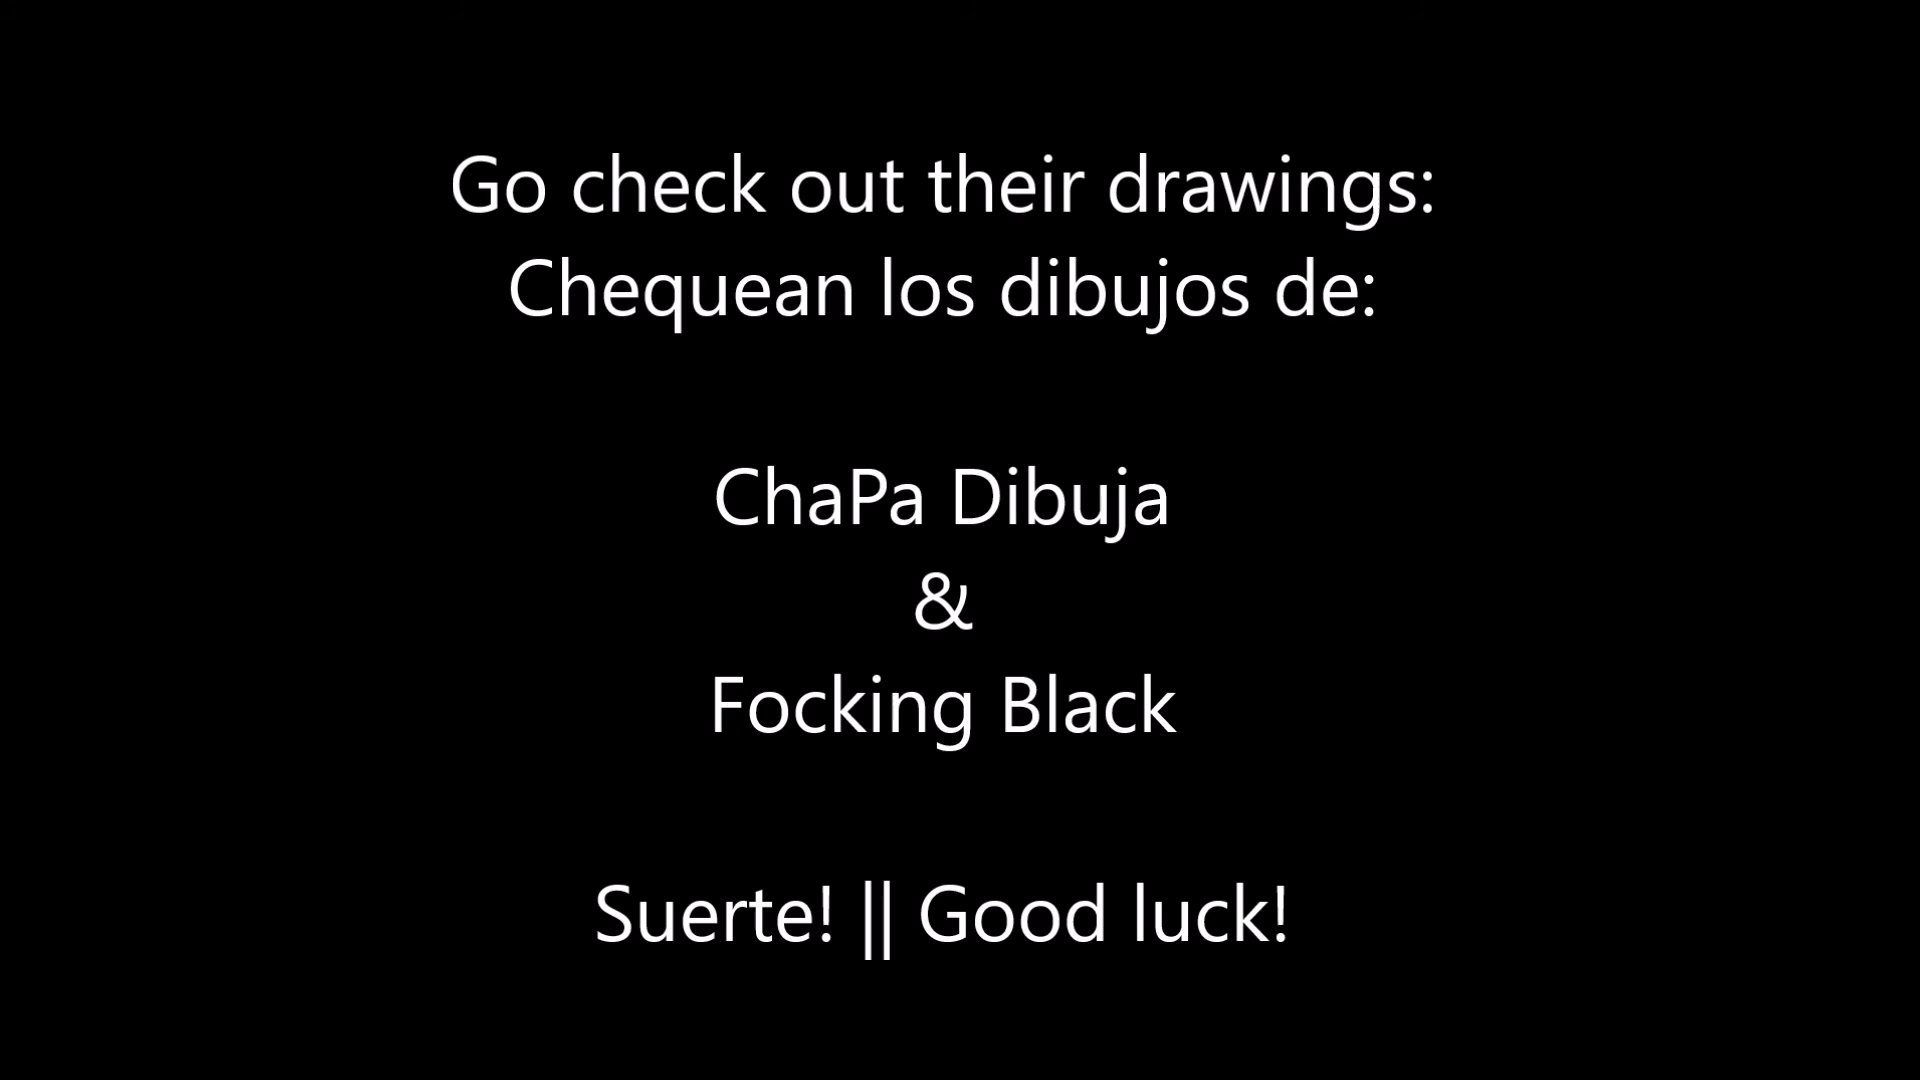 Go check out their drawings:
Chequean los dibujos de:
ChaPa Dibuja
&
Focking Black
Suerte! || Good luck!